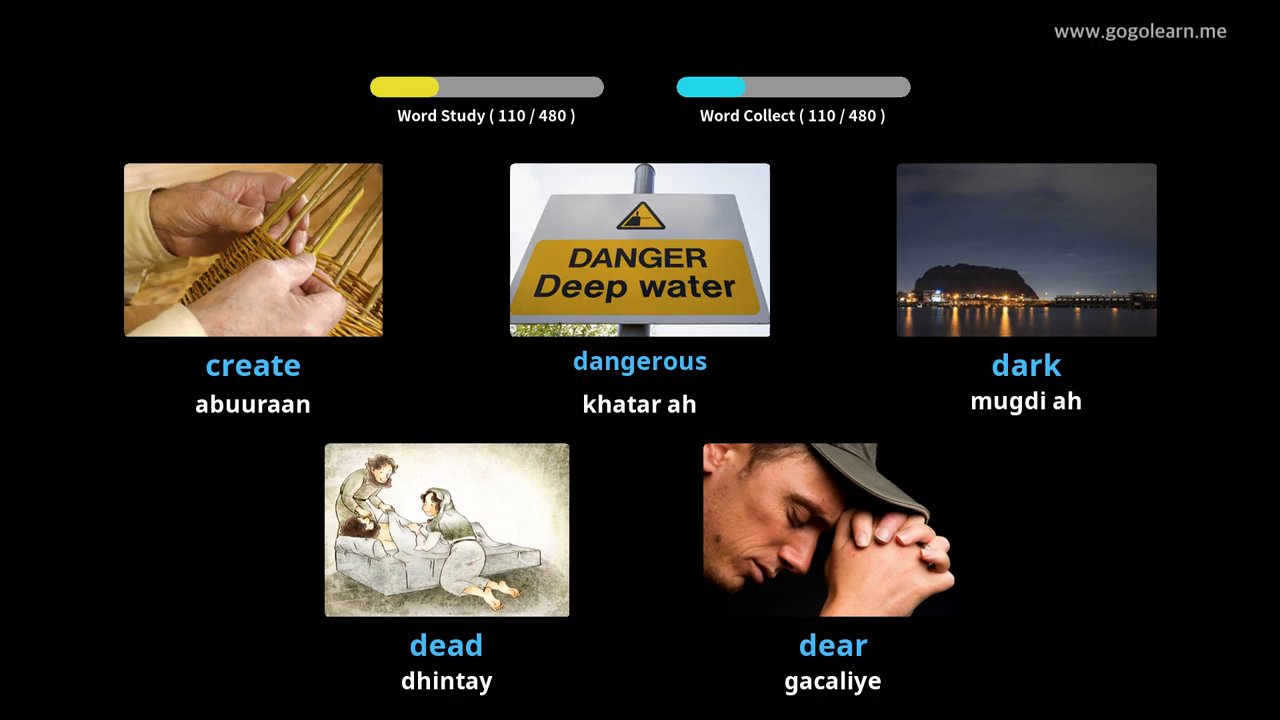 www.gogolearn.me
Word Study ( 110 / 480 )
Word Collect ( 110 / 480 )
DANGER
Deep water
create
abuuraan
dangerous
khatar ah
dark
mugdi ah
dead
dhintay
dear
gacaliye